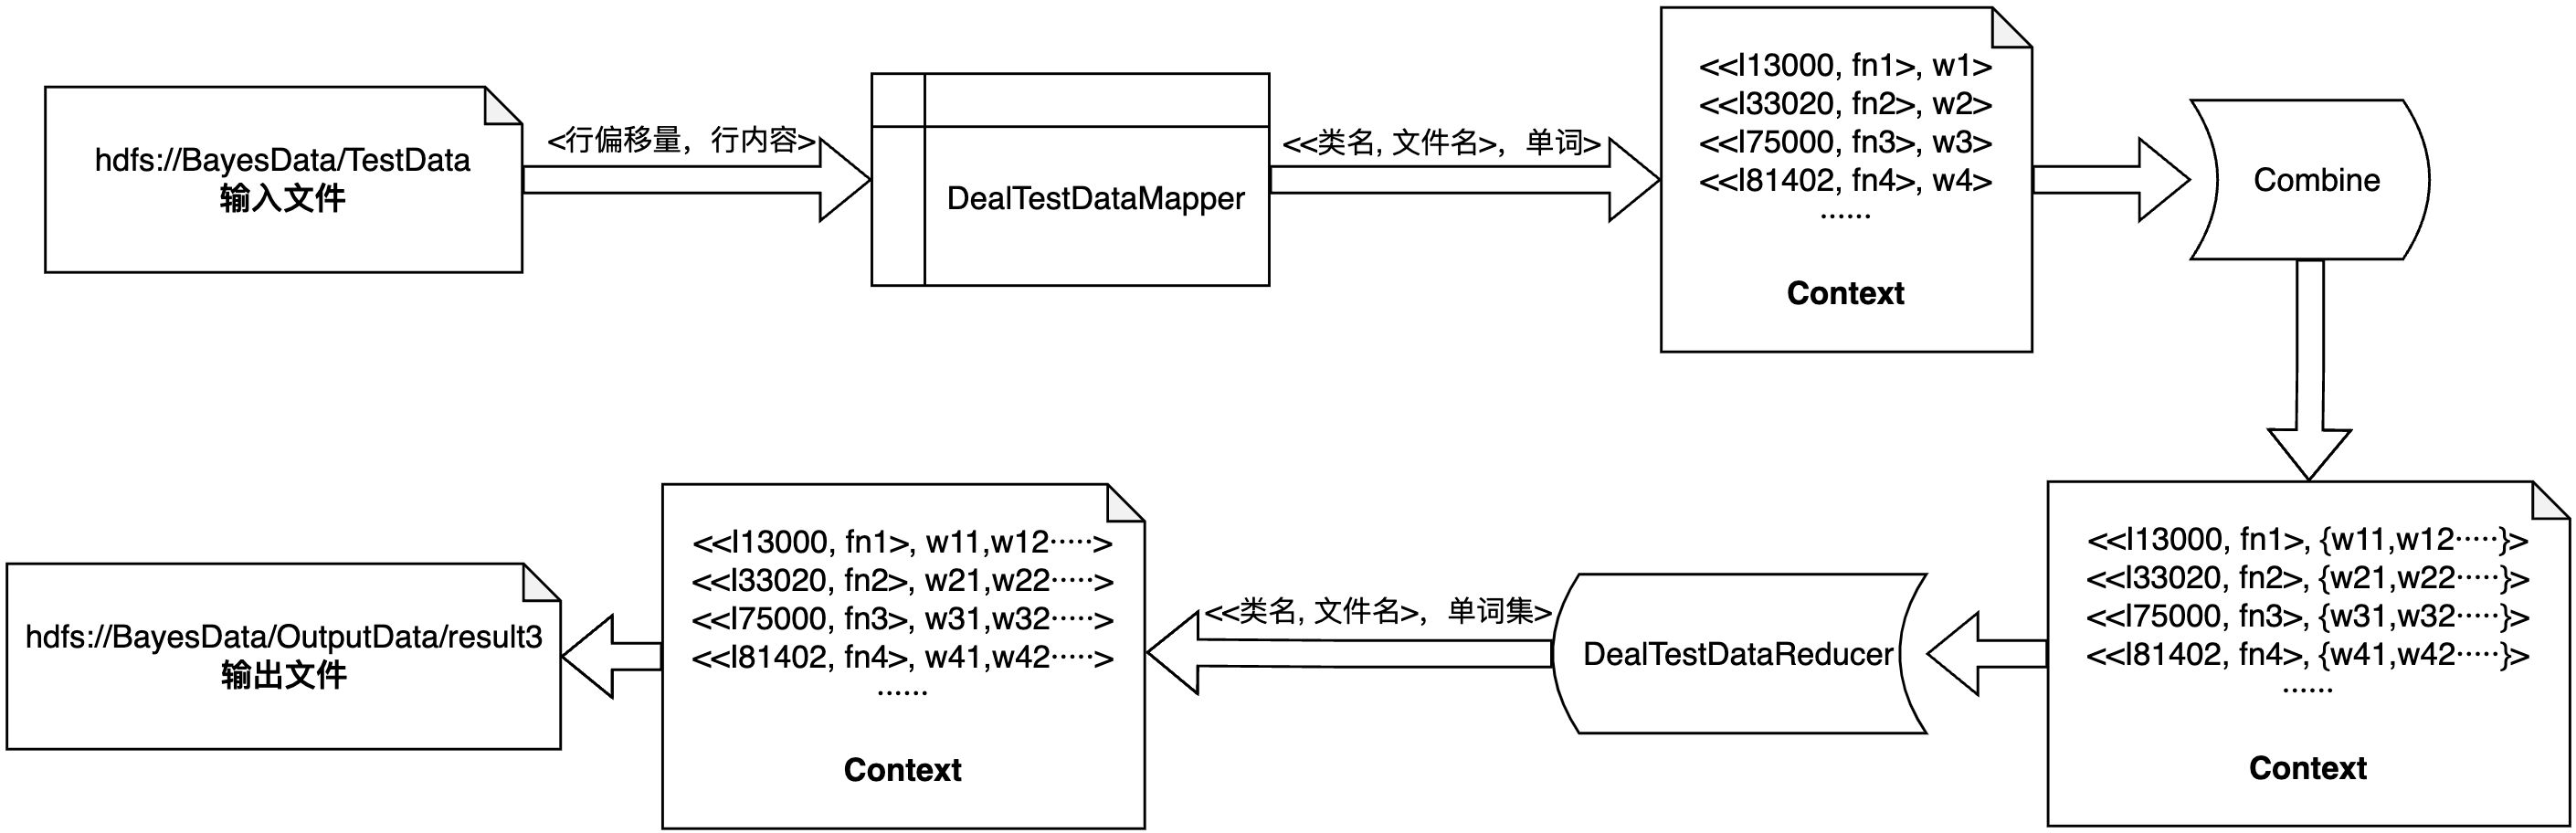 hdfs://BayesData/TestData
输入文件
<行偏移量，行内容>
DealTestDataMapper
<<类名, 文件名>，单词>
<<I13000, fn1>, w1>
<<I33020, fn2>, w2>
<<I75000, fn3>, w3>
<<I81402, fn4>, w4>
……
Context
Combine
<<I13000, fn1>, {w11,w12·····}>
<<I33020, fn2>, {w21,w22·····}>
<<I75000, fn3>, {w31,w32·····}>
<<I81402, fn4>, {w41,w42·····}>
……
Context
DealTestDataReducer
<<类名, 文件名>，单词集>
<<I13000, fn1>, w11,w12·····>
<<I33020, fn2>, w21,w22·····>
<<I75000, fn3>, w31,w32·····>
<<I81402, fn4>, w41,w42·····>
……
Context
hdfs://BayesData/OutputData/result3
输出文件